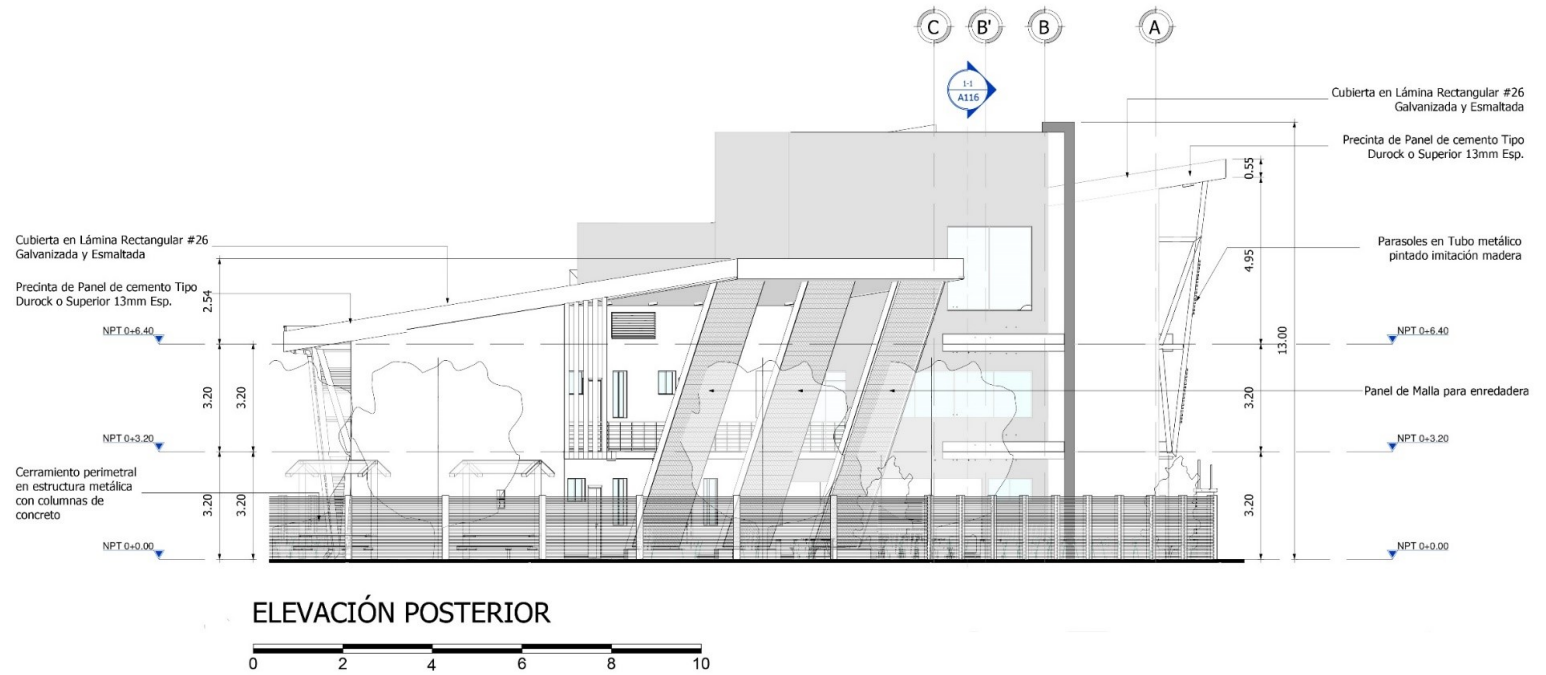 C
B'
B
A
1-1
A116
Cubierta en Lámina Rectangular #26
Galvanizada y Esmaltada
Precinta de Panel de cemento Tipo
Durock o Superior 13mm Esp.
0.55
Cubierta en Lámina Rectangular #26
Galvanizada y Esmaltada
Parasoles en Tubo metálico
pintado imitación madera
4.95
Precinta de Panel de cemento Tipo
Durock o Superior 13mm Esp.
2.54
NPT 0+6.40
NPT 0+6.40
13.00
3.20
3.20
3.20
Panel de Malla para enredadera
NPT 0+3.20
NPT 0+3.20
Cerramiento perimetral
en estructura metálica
con columnas de
concreto
3.20
3.20
3.20
NPT 0+0.00
NPT 0+0.00
ELEVACIÓN POSTERIOR
0
2
4
6
8
10